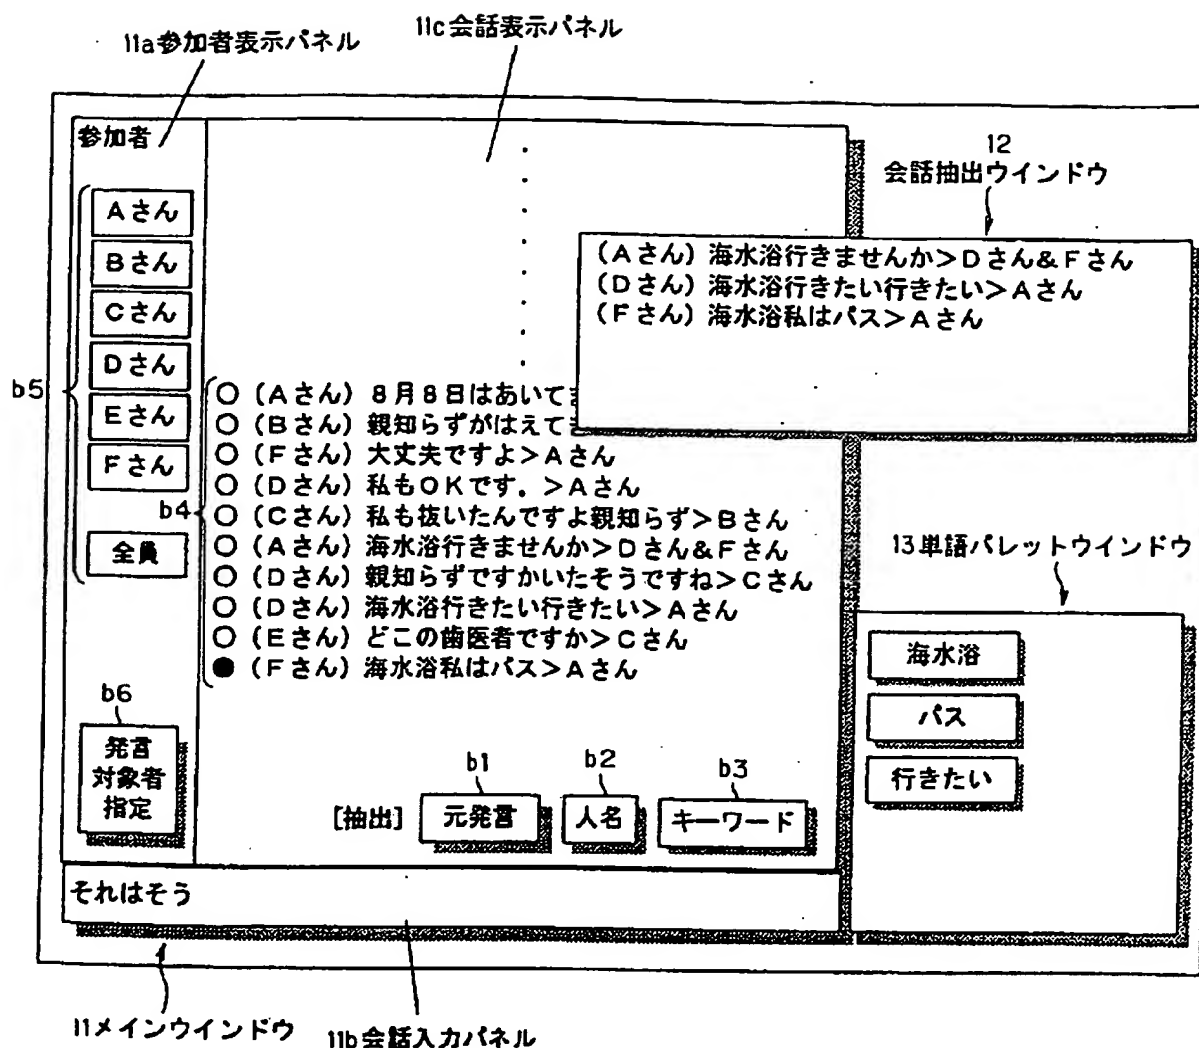 11a参加者表示パネル
11c会話表示パネル
参加者
12
会話抽出ウインドウ
Aさん
Bさん
Cさん
Dさん
Eさん
Fさん
全員
b5
b4
(Aさん) 海水浴行きませんか>Dさん&Fさん
(Dさん) 海水浴行きたい行きたい>Aさん
(Fさん) 海水浴私はパス>Aさん
○ (Aさん) 8月8日はあいて
○ (Bさん) 親知らずがはえて
○ (Fさん) 大丈夫ですよ>Aさん
○ (Dさん) 私もOKです。>Aさん
○ (Cさん) 私も抜いたんですよ親知らず>Bさん
○ (Aさん) 海水浴行きませんか>Dさん&Fさん
○ (Dさん) 親知らずですかいたそうですね>Cさん
○ (Dさん) 海水浴行きたい行きたい>Aさん
○ (Eさん) どこの歯医者ですか>Cさん
● (Fさん) 海水浴私はパス>Aさん
13単語パレットウインドウ
海水浴
パス
行きたい
b6
発言
対象者
指定
b1
b2
b3
[抽出]
元発言
人名
キーワード
それはそう
11メインウインドウ
11b会話入力パネル